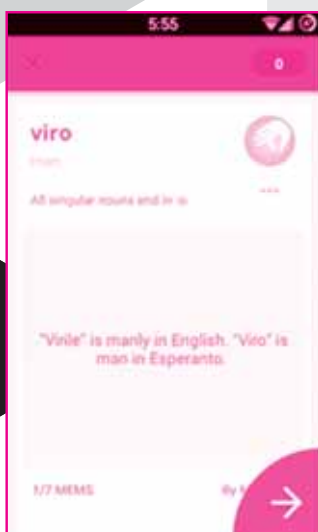 5:55
0
viro
man
All singular nouns end in -o
"Virile" is manly in English. "Viro" is
man in Esperanto.
1/7 MEMS
By